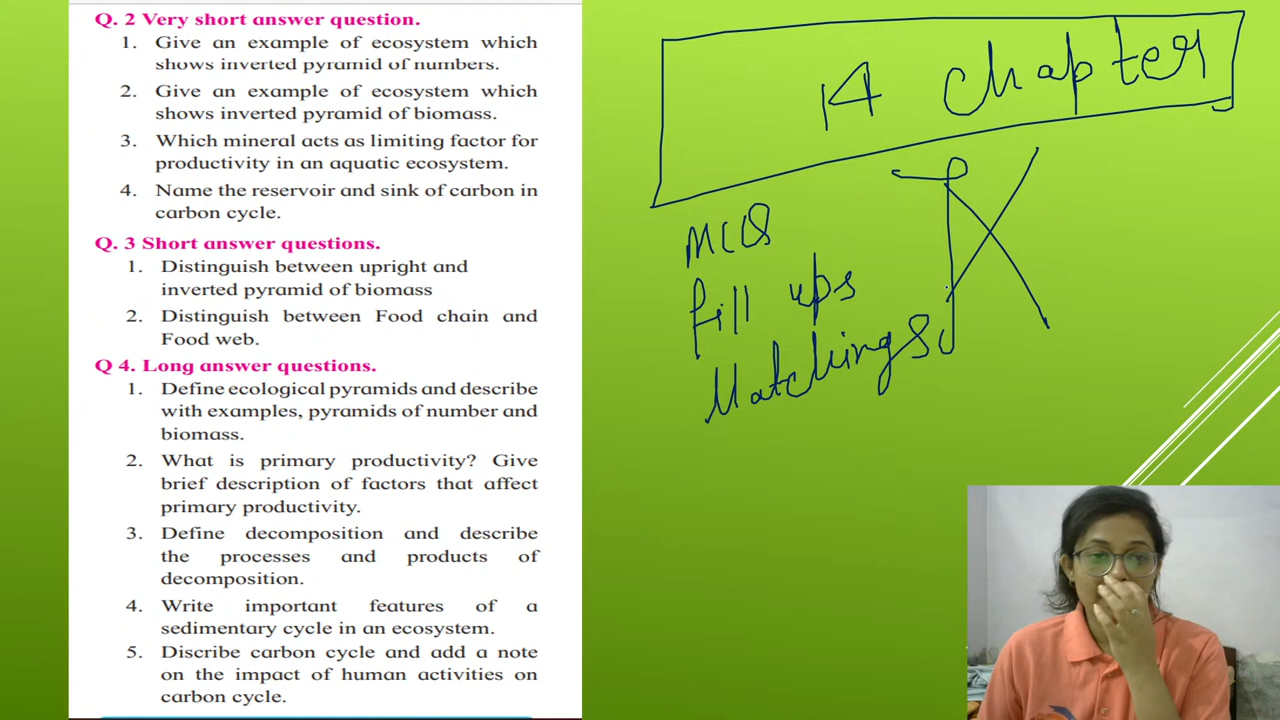 Q. 2 Very short answer question.
1. Give an example of ecosystem which
shows inverted pyramid of numbers.
2. Give an example of ecosystem which
shows inverted pyramid of biomass.
3. Which mineral acts as limiting factor for
productivity in an aquatic ecosystem.
4. Name the reservoir and sink of carbon in
carbon cycle.
Q. 3 Short answer questions.
1. Distinguish between upright and
inverted pyramid of biomass
2. Distinguish between Food chain and
Food web.
Q 4. Long answer questions.
1. Define ecological pyramids and describe
with examples, pyramids of number and
biomass.
2. What is primary productivity? Give
brief description of factors that affect
primary productivity.
3. Define decomposition and describe
the processes and products of
decomposition.
4. Write important features of a
sedimentary cycle in an ecosystem.
5. Discribe carbon cycle and add a note
on the impact of human activities on
carbon cycle.
14 chapter
MCQ
fill ups
Matchings